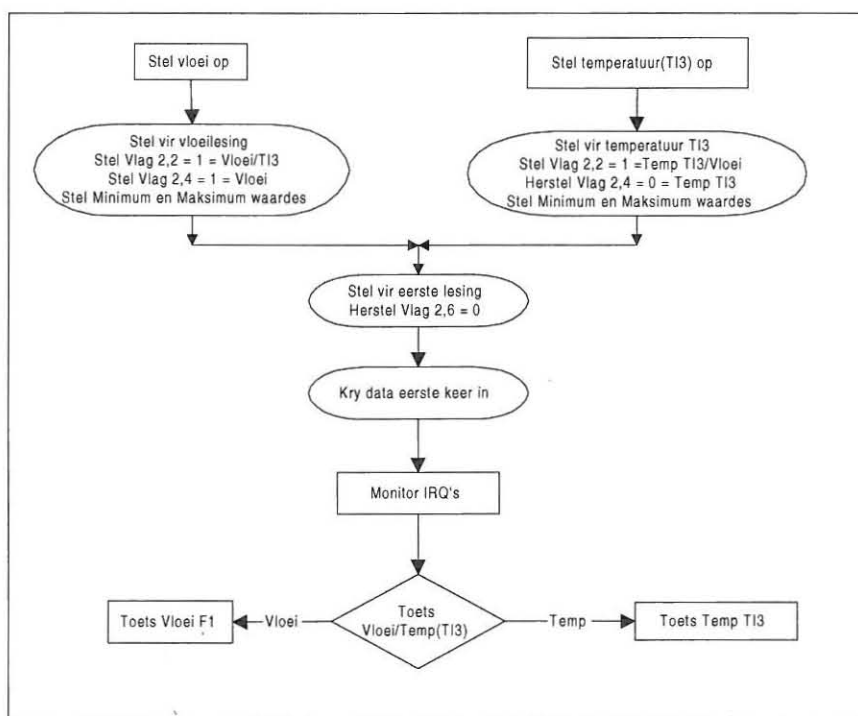 Stel vloei op
Stel temperatuur(TI3) op
Stel vir vloeilesing
Stel Vlag 2,2 = 1 = Vloei/TI3
Stel Vlag 2,4 = 1 = Vloei
Stel Minimum en Maksimum waardes
Stel vir temperatuur TI3
Stel Vlag 2,2 = 1 =Temp TI3/Vloei
Herstel Vlag 2,4 = 0 = Temp TI3
Stel Minimum en Maksimum waardes
Stel vir eerste lesing
Herstel Vlag 2,6 = 0
Kry data eerste keer in
Monitor IRQ's
Toets Vloei F1
Vloei
Toets
Vloei/Temp(TI3)
Temp
Toets Temp TI3